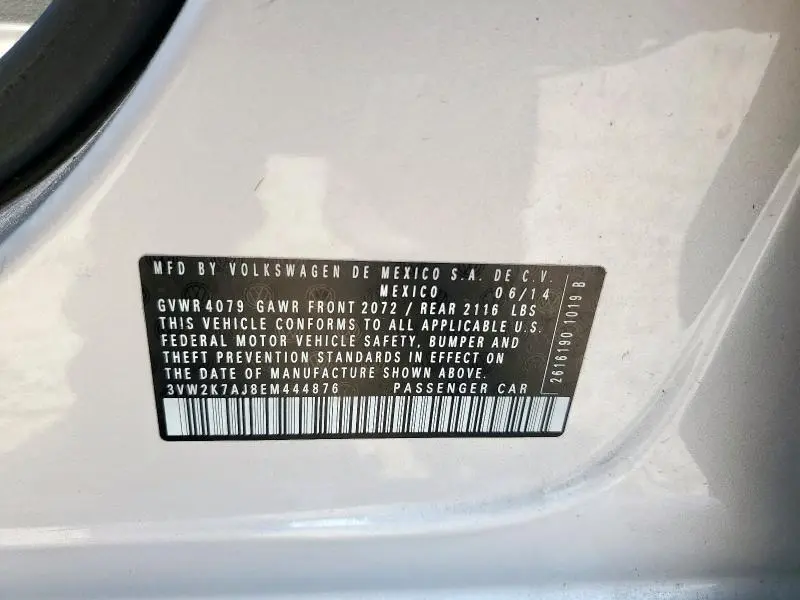 MFD BY VOLKSWAGEN DE MEXICO S.A. DE C.V.
MEXICO 06/14
GVWR 4079 GAWR FRONT 2072 / REAR 2116 LBS
THIS VEHICLE CONFORMS TO ALL APPLICABLE U.S.
FEDERAL MOTOR VEHICLE SAFETY, BUMPER AND
THEFT PREVENTION STANDARDS IN EFFECT ON
THE DATE OF MANUFACTURE SHOWN ABOVE.
3VW2K7AJ8EM444876 PASSENGER CAR
2616190 1019 B